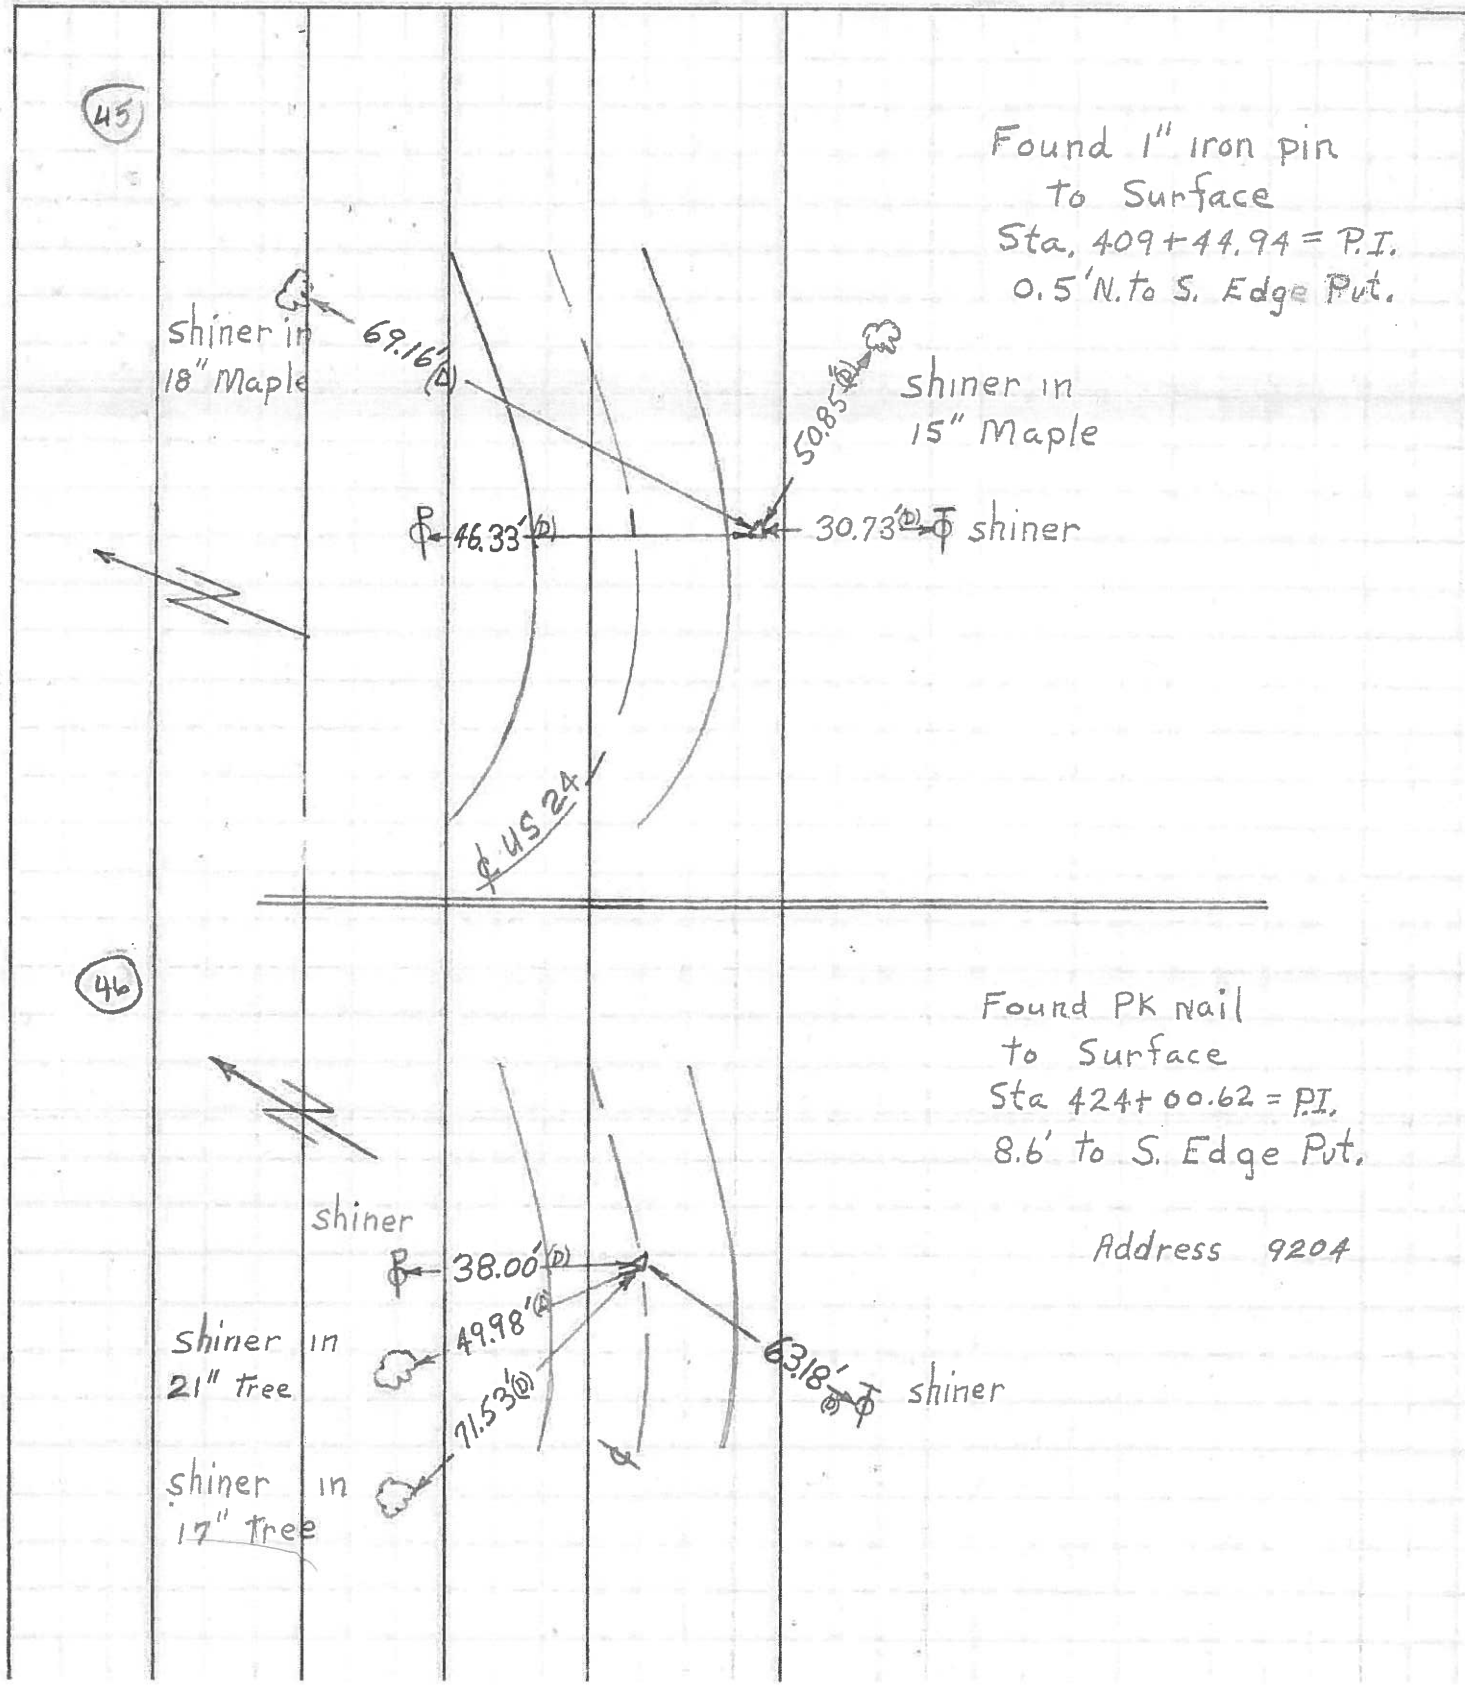 45
Found 1" iron pin
to Surface
Sta. 409+44.94 = P.I.
0.5' N. to S. Edge Pvt.
shiner in
18" Maple
69.16'
50.85'(D)
shiner in
15" Maple
46.33'(D)
30.73'(D)
shiner
℄ US 24
46
Found PK Nail
to Surface
Sta 424+00.62 = P.I.
8.6' to S. Edge Pvt.
Address 9204
shiner
38.00'(D)
shiner in
21" Tree
49.98'
63.18'
(D)
shiner
71.53'(D)
shiner in
17" Tree
℄